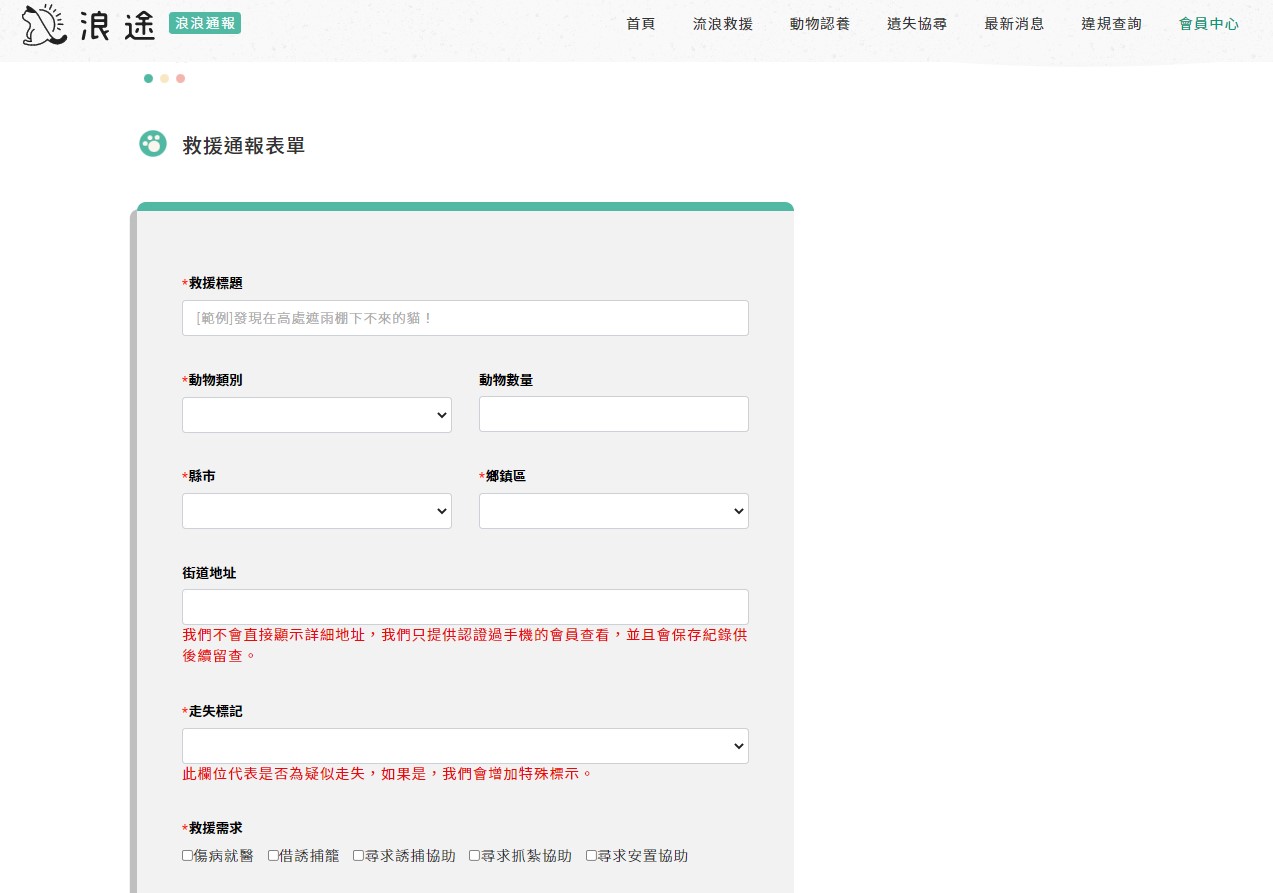 浪途 浪浪通報 首頁 流浪救援 動物認養 遺失協尋 最新消息 違規查詢 會員中心
救援通報表單
*救援標題
[範例]發現在高處遮雨棚下不來的貓！
*動物類別 動物數量
*縣市 *鄉鎮區
街道地址
我們不會直接顯示詳細地址，我們只提供認證過手機的會員查看，並且會保存紀錄供
後續留查。
*走失標記
此欄位代表是否為疑似走失，如果是，我們會增加特殊標示。
*救援需求
傷病就醫 借誘捕籠 尋求誘捕協助 尋求抓紮協助 尋求安置協助